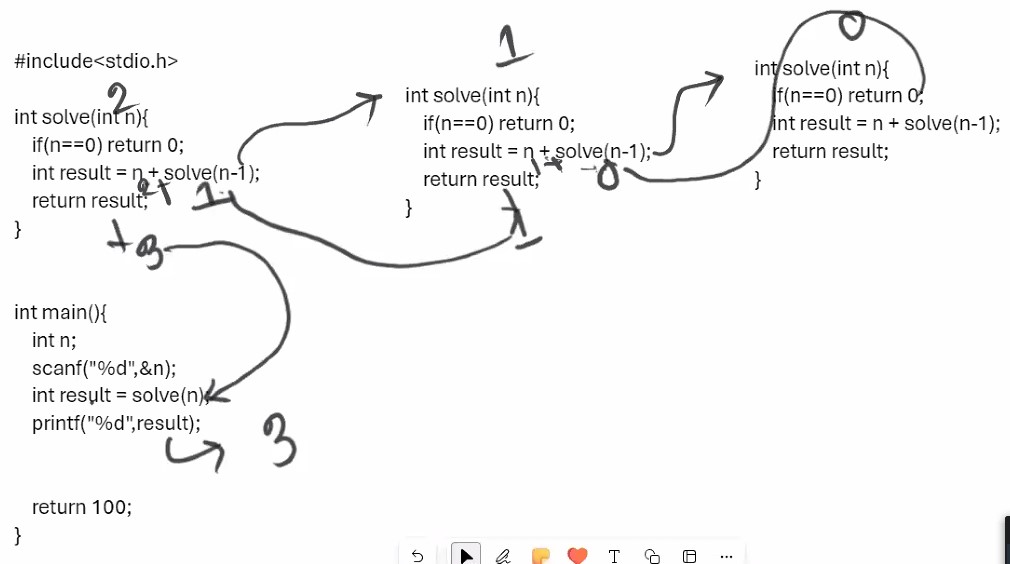 #include<stdio.h>
2
int solve(int n){
if(n==0) return 0;
int result = n + solve(n-1);
return result;
2+ 1
}
3
int main(){
int n;
scanf("%d",&n);
int result = solve(n);
printf("%d",result);
3
return 100;
}
1
int solve(int n){
if(n==0) return 0;
int result = n + solve(n-1);
return result;
1+ 0
}
1
0
int solve(int n){
if(n==0) return 0;
int result = n + solve(n-1);
return result;
}
T